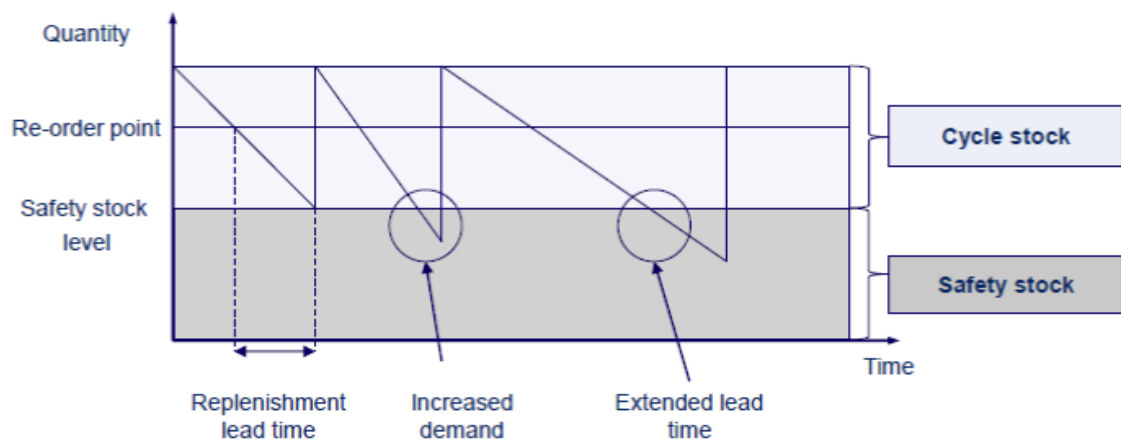 Quantity
Re-order point
Cycle stock
Safety stock
level
Safety stock
Time
Replenishment
lead time
Increased
demand
Extended lead
time